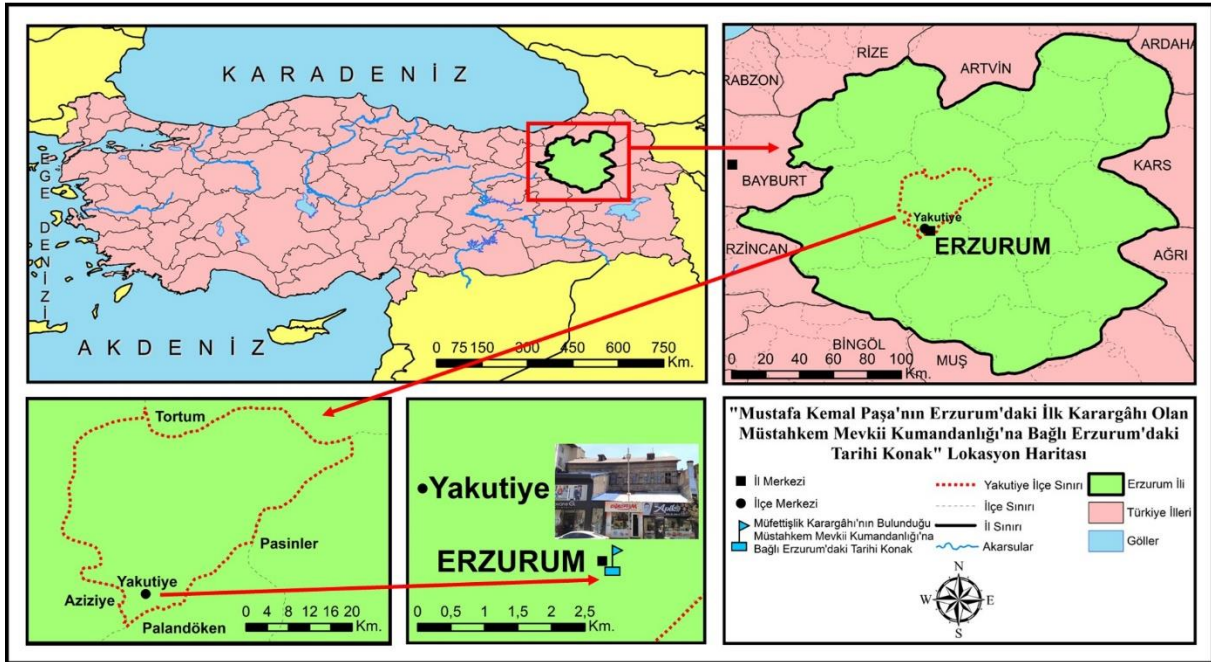 KARADENİZ
EGE DENİZİ
AKDENİZ
0 75 150 300 450 600 750
Km.
RİZE
ARTVİN
ARDAHA
RABZON
KARS
BAYBURT
Yakutiye
ERZURUM
RZİNCAN
AĞRI
BİNGÖL
MUŞ
0 20 40 60 80 100
Km.
Tortum
Pasinler
Yakutiye
Aziziye
Palandöken
0 4 8 12 16 20
Km.
Yakutiye
ERZURUM
0 0,5 1 1,5 2 2,5
Km.
"Mustafa Kemal Paşa'nın Erzurum'daki İlk Karargâhı Olan
Müstahkem Mevkii Kumandanlığı'na Bağlı Erzurum'daki
Tarihi Konak" Lokasyon Haritası
İl Merkezi
İlçe Merkezi
Müfettişlik Karargâhı'nın Bulunduğu
Müstahkem Mevkii Kumandanlığı'na
Bağlı Erzurum'daki Tarihi Konak
Yakutiye İlçe Sınırı
İlçe Sınırı
İl Sınırı
Akarsular
Erzurum İli
Türkiye İlleri
Göller
N
W E
S